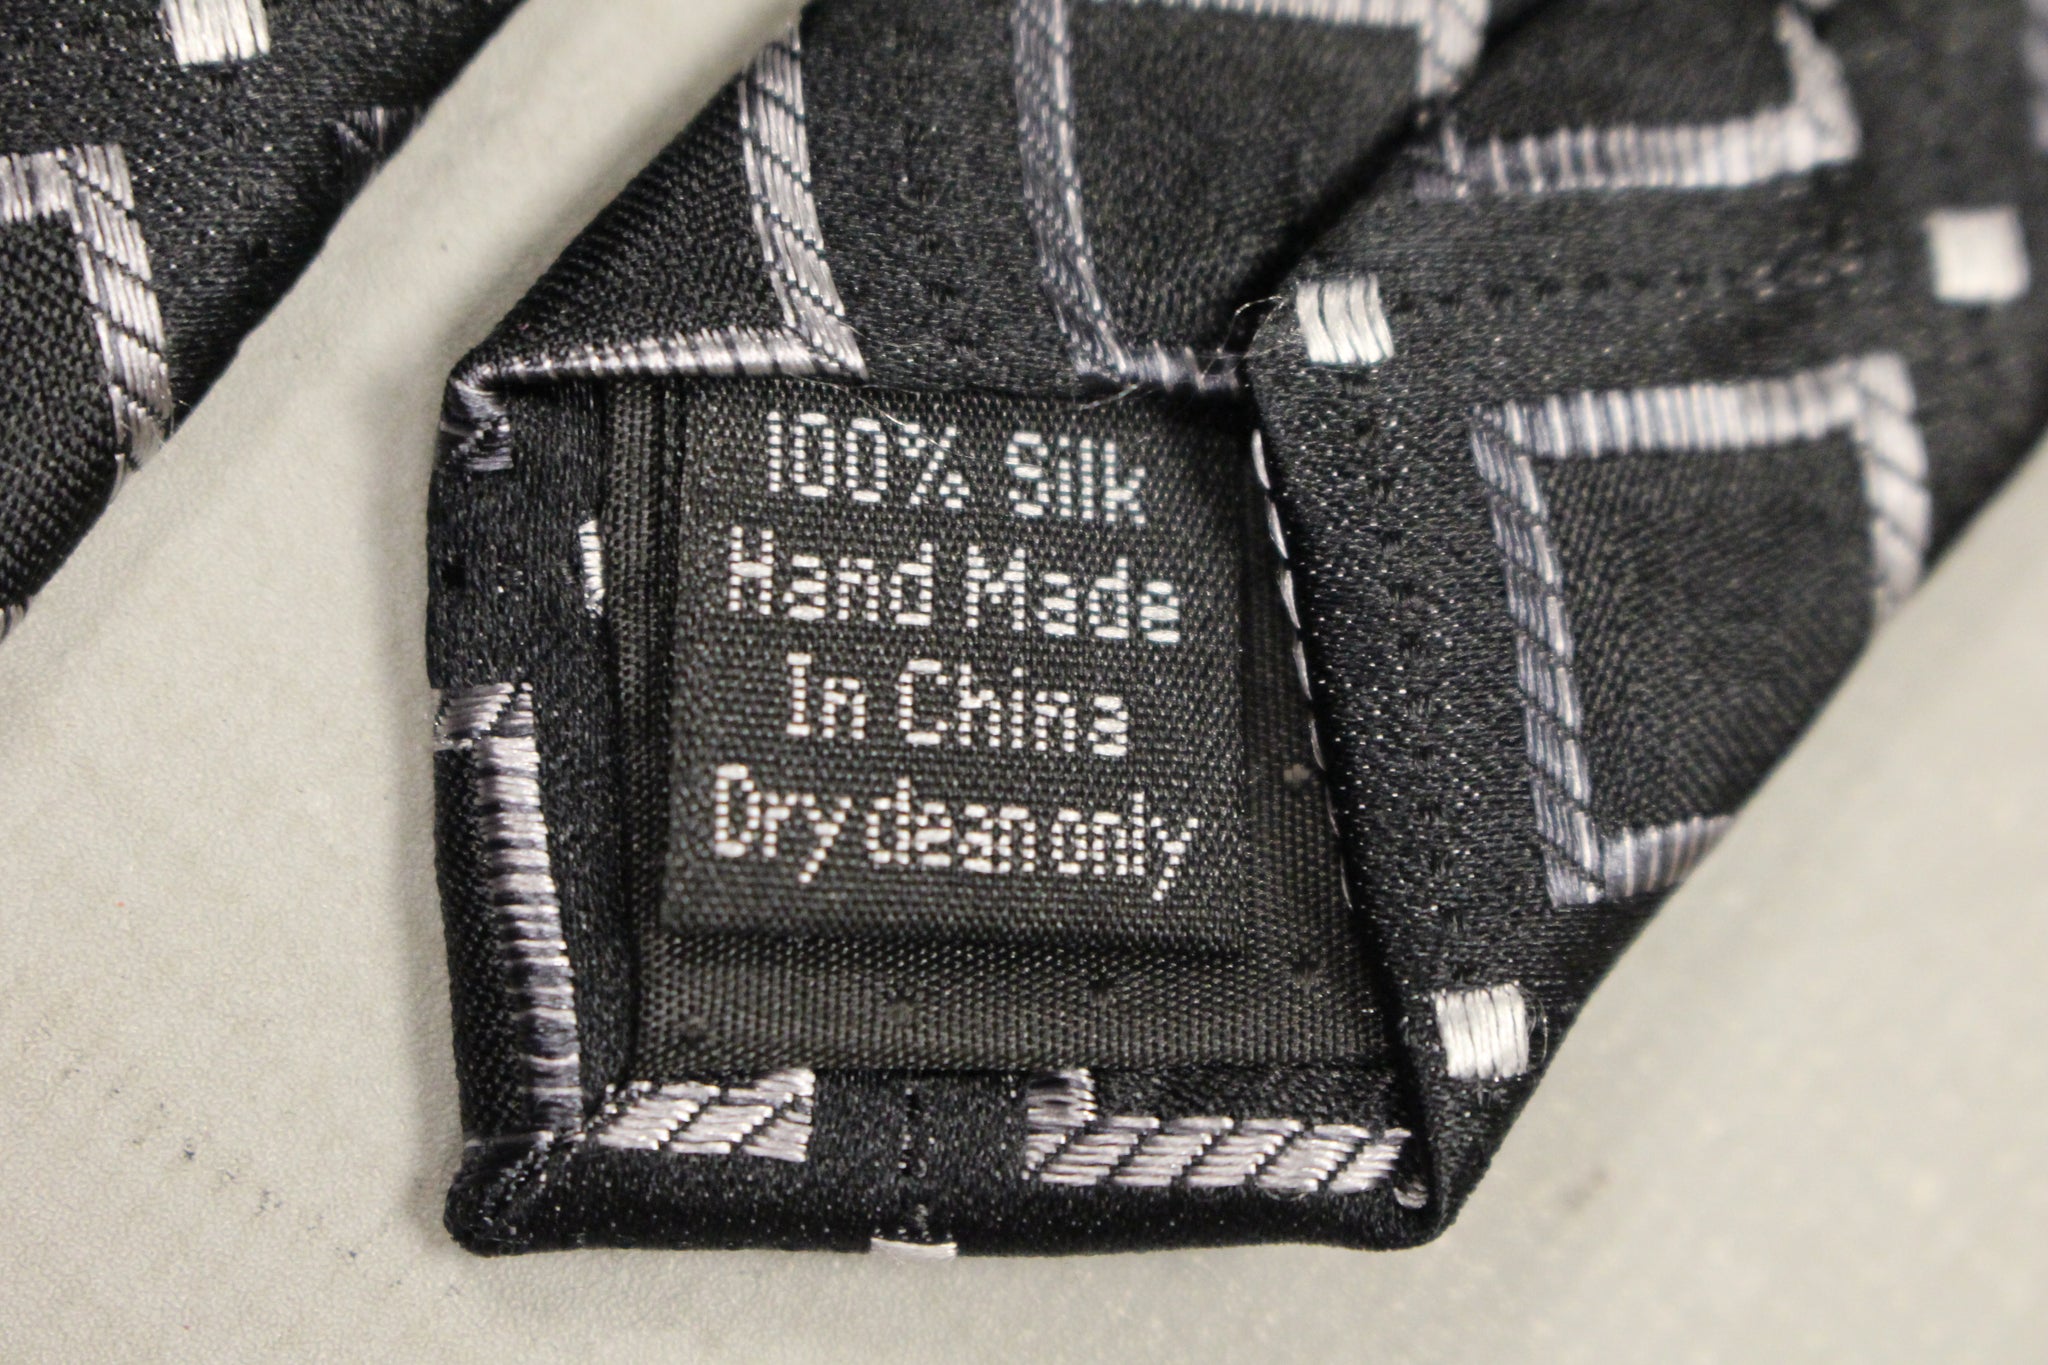 100% Silk
Hand Made
In China
Dry clean only